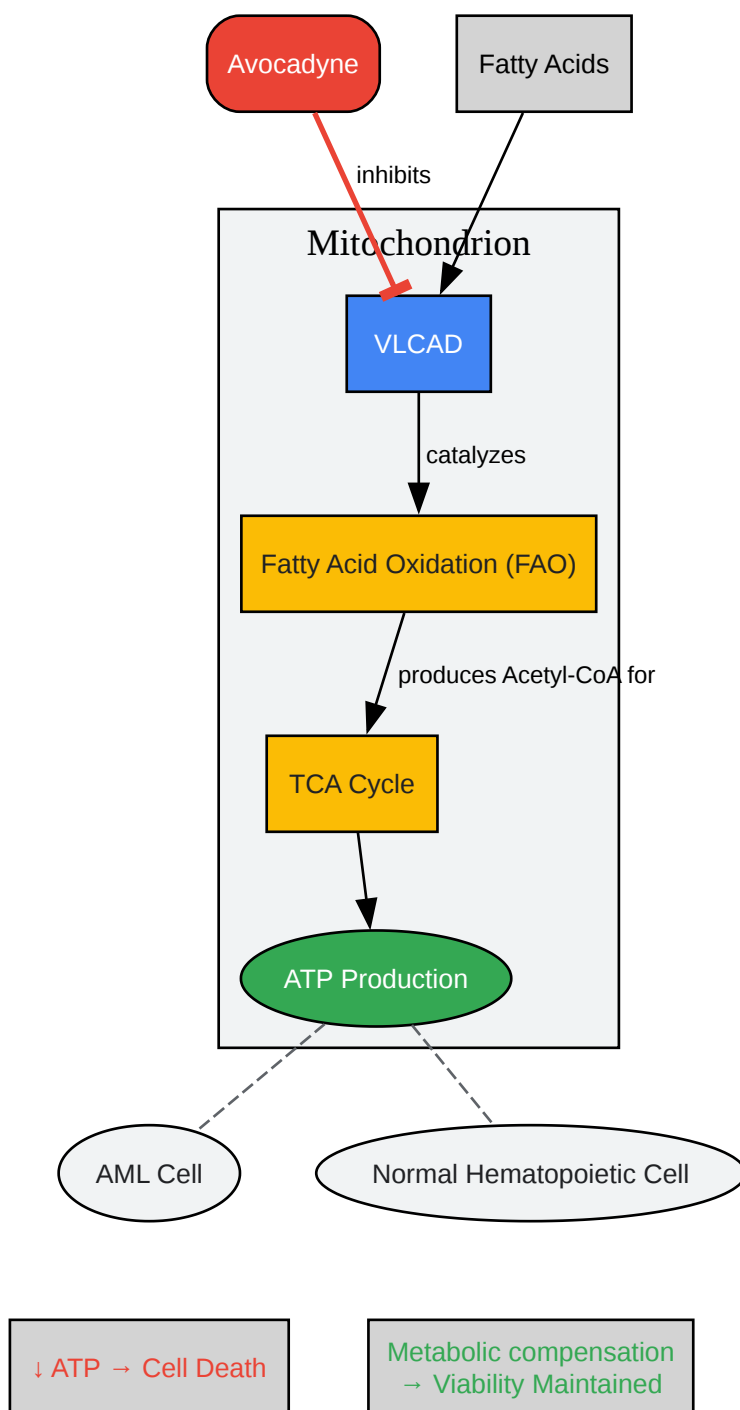 Avocadyne
Fatty Acids
inhibits
Mitochondrion
VLCAD
catalyzes
Fatty Acid Oxidation (FAO)
produces Acetyl-CoA for
TCA Cycle
ATP Production
AML Cell
Normal Hematopoietic Cell
↓ ATP → Cell Death
Metabolic compensation
→ Viability Maintained